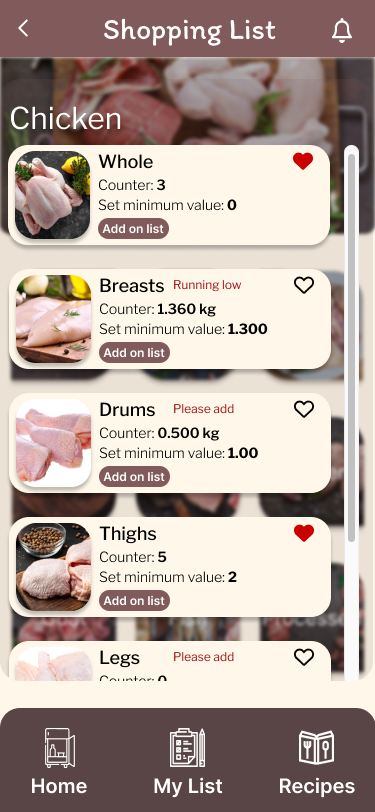 Shopping List
Chicken
Whole
Counter: 3
Set minimum value: 0
Add on list
Breasts Running low
Counter: 1.360 kg
Set minimum value: 1.300
Add on list
Drums Please add
Counter: 0.500 kg
Set minimum value: 1.00
Add on list
Thighs
Counter: 5
Set minimum value: 2
Add on list
Legs Please add
Counter: 0
Home My List Recipes